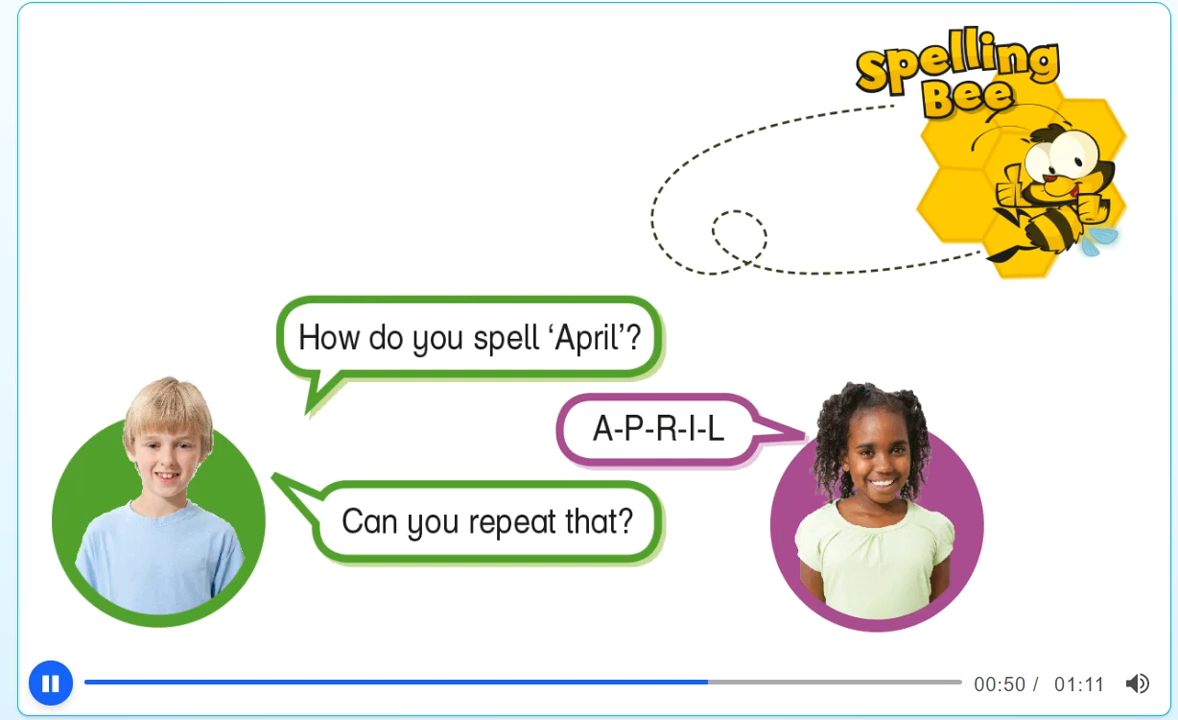 Spelling
Bee
How do you spell ‘April’?
A-P-R-I-L
Can you repeat that?
00:50 / 01:11